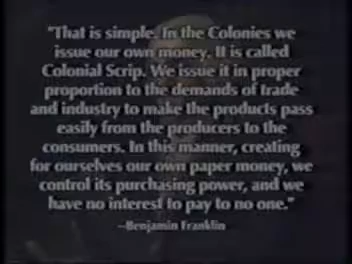 "That is simple. In the Colonies we
issue our own money. It is called
Colonial Scrip. We issue it in proper
proportion to the demands of trade
and industry to make the products pass
easily from the producers to the
consumers. In this manner, creating
for ourselves our own paper money, we
control its purchasing power, and we
have no interest to pay to no one."
--Benjamin Franklin